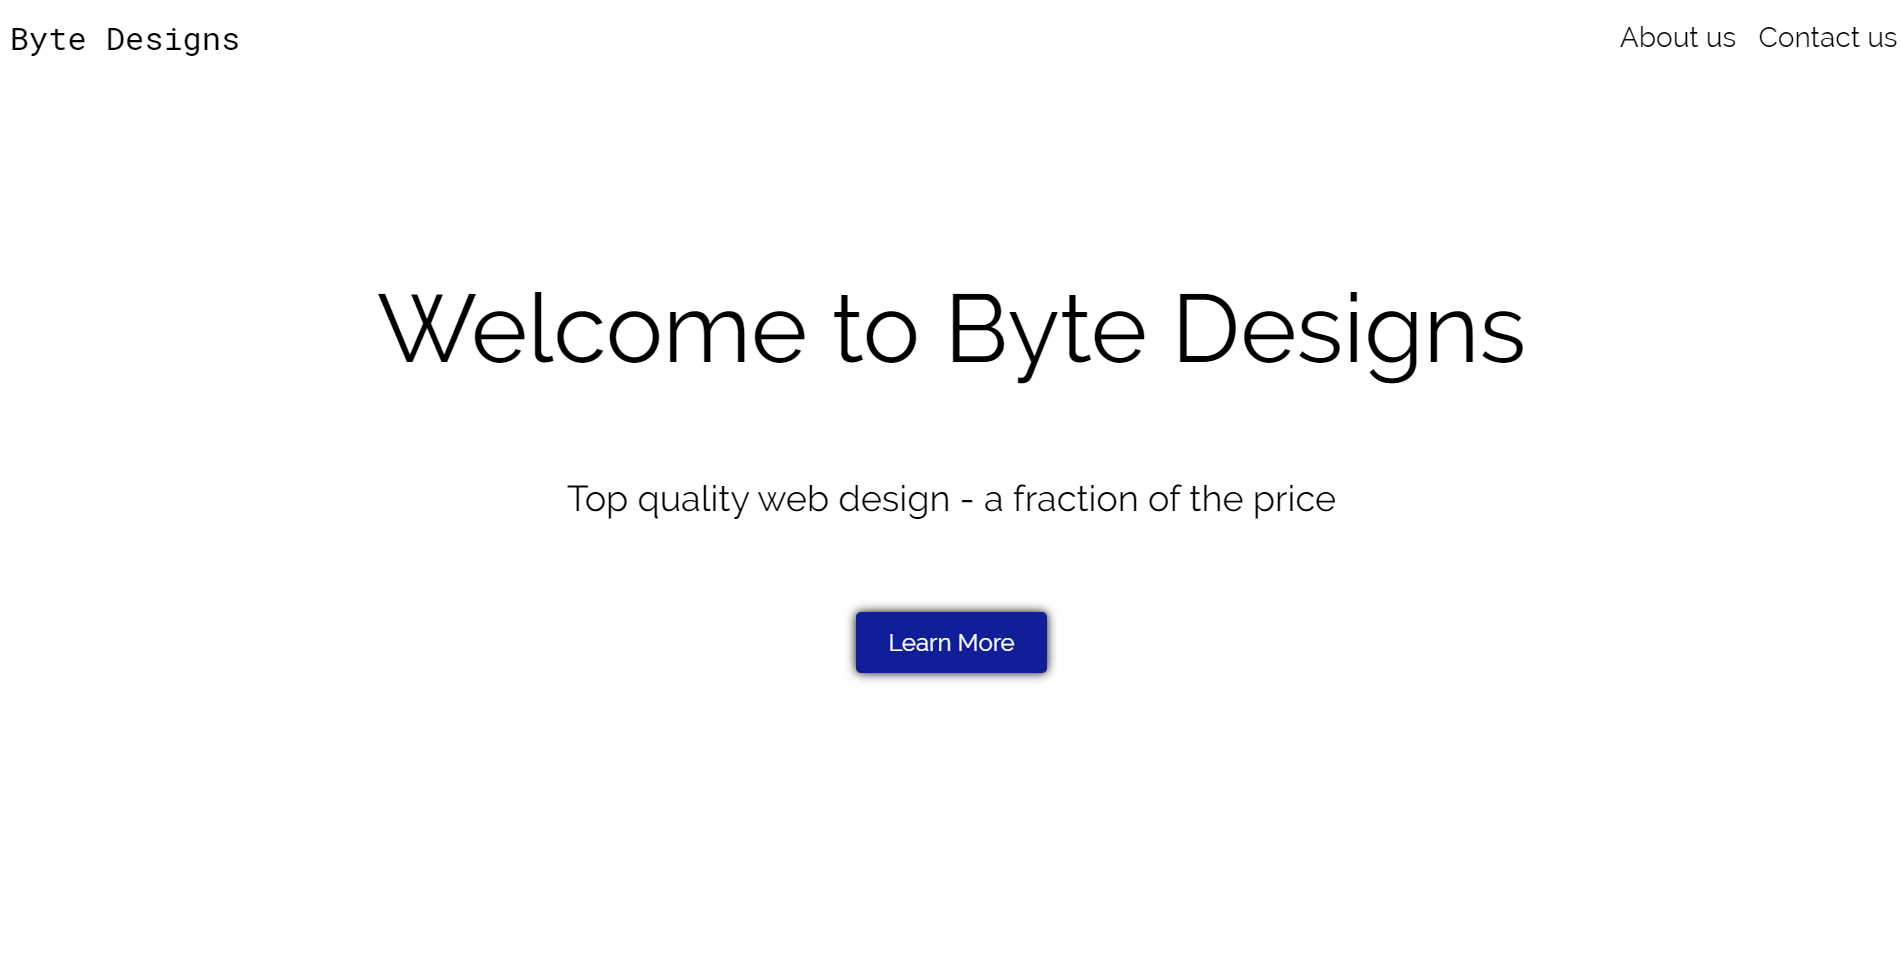 Byte Designs
About us Contact us
Welcome to Byte Designs
Top quality web design - a fraction of the price
Learn More